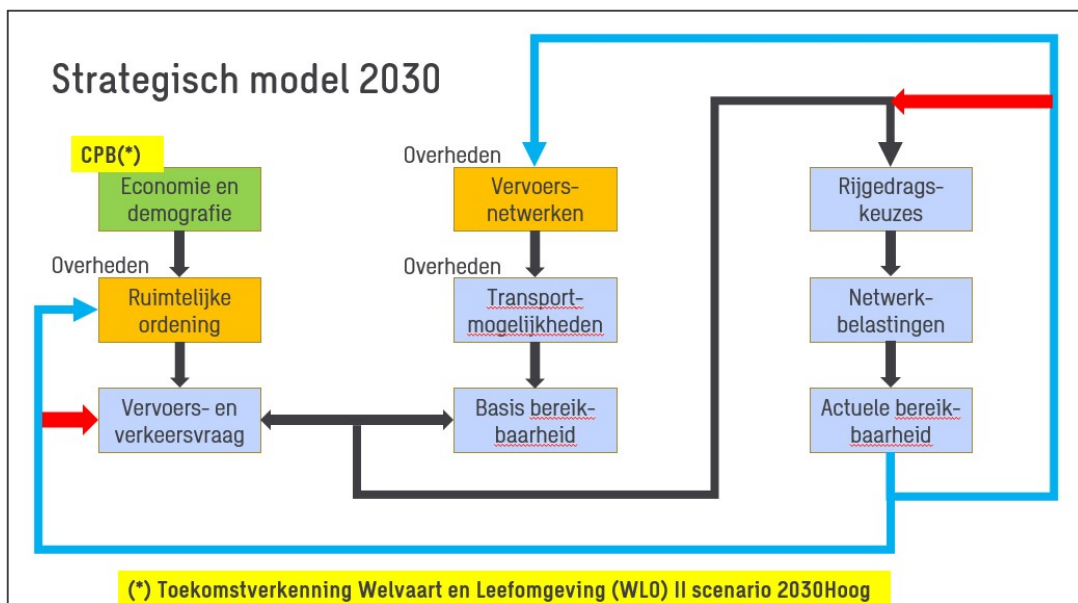 Strategisch model 2030
CPB(*)
Economie en
demografie
Overheden
Ruimtelijke
ordening
Vervoers- en
verkeersvraag
Overheden
Vervoers-
netwerken
Overheden
Transport-
mogelijkheden
Basis bereik-
baarheid
Rijgedrags-
keuzes
Netwerk-
belastingen
Actuele bereik-
baarheid
(*) Toekomstverkenning Welvaart en Leefomgeving (WLO) II scenario 2030Hoog